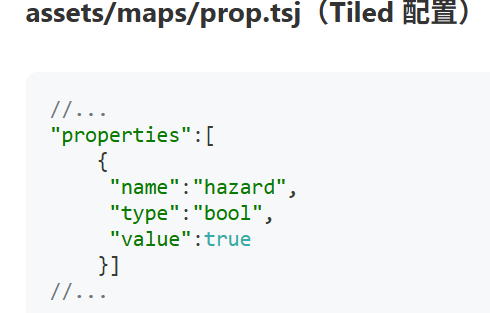 assets/maps/prop.tsj（Tiled 配置）
//...
"properties":[
    {
     "name":"hazard",
     "type":"bool",
     "value":true
    }]
//...